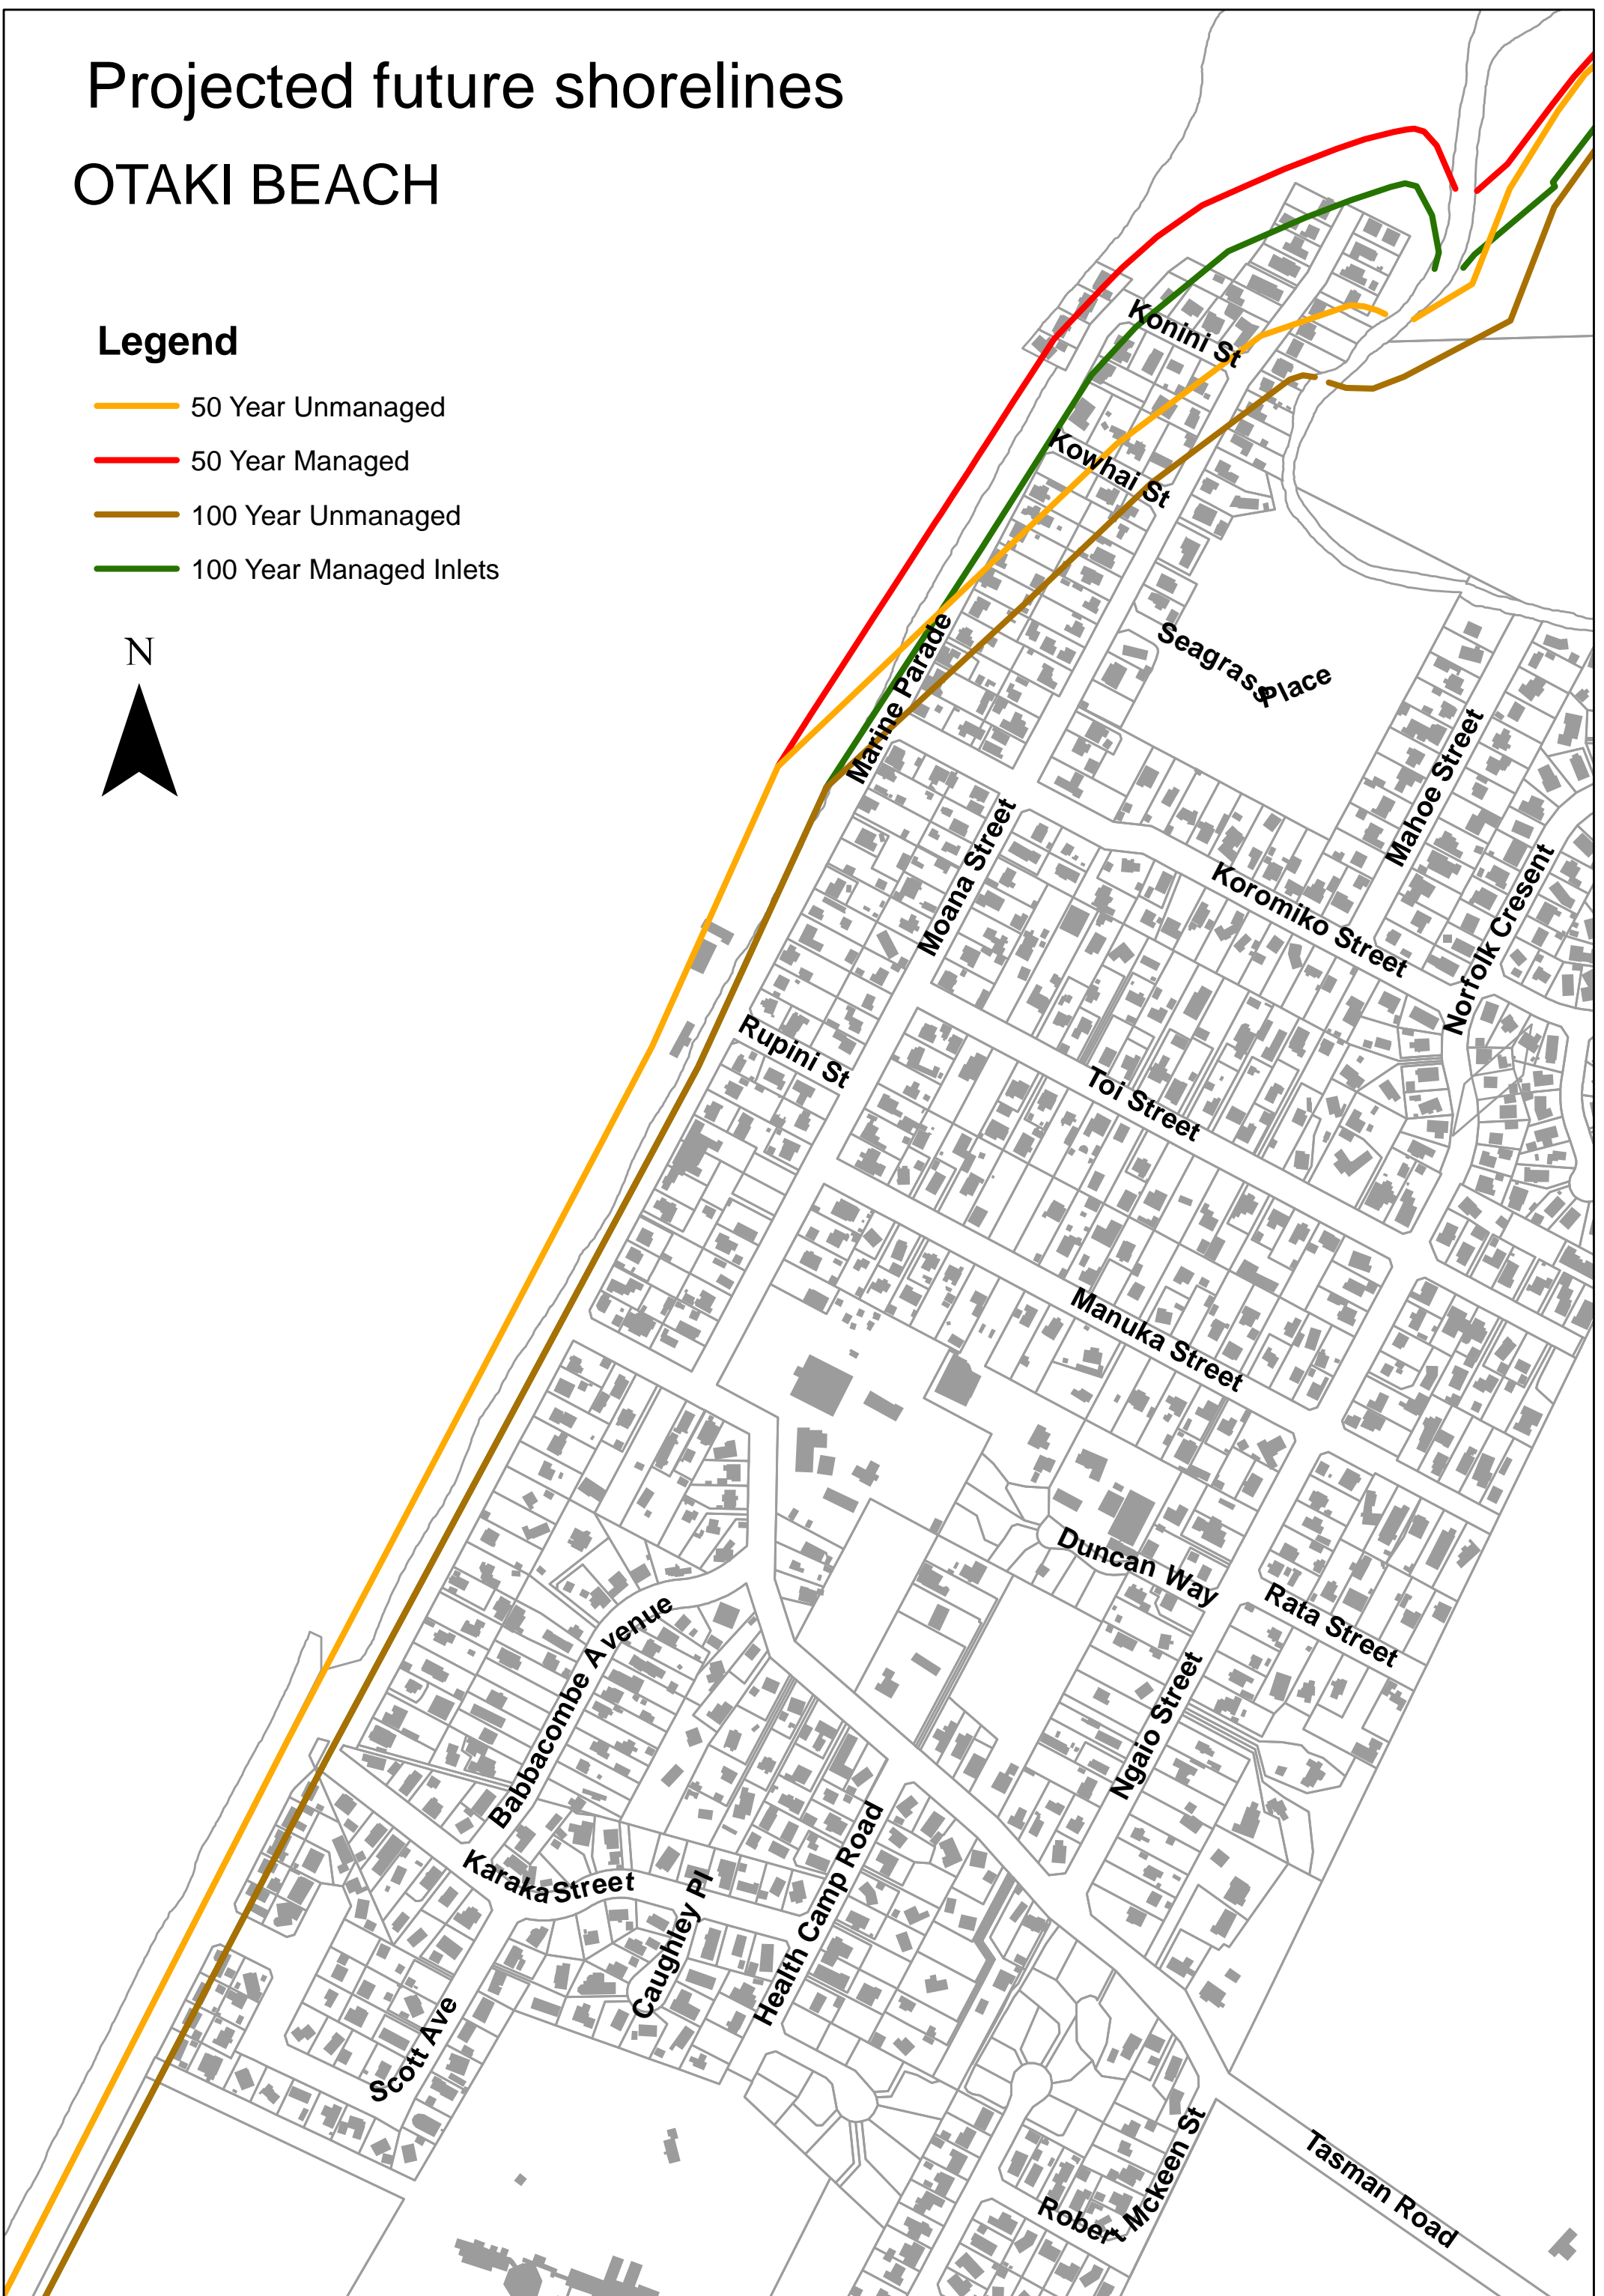 Projected future shorelines
OTAKI BEACH
Legend
50 Year Unmanaged
50 Year Managed
100 Year Unmanaged
100 Year Managed Inlets
N
Konini St
Kowhai St
Seagrass Place
Marine Parade
Mahoe Street
Moana Street
Koromiko Street
Norfolk Cresent
Rupini St
Toi Street
Manuka Street
Duncan Way
Rata Street
Babbacombe Avenue
Ngaio Street
Karaka Street
Caughley Pl
Health Camp Road
Scott Ave
Robert Mckeen St
Tasman Road